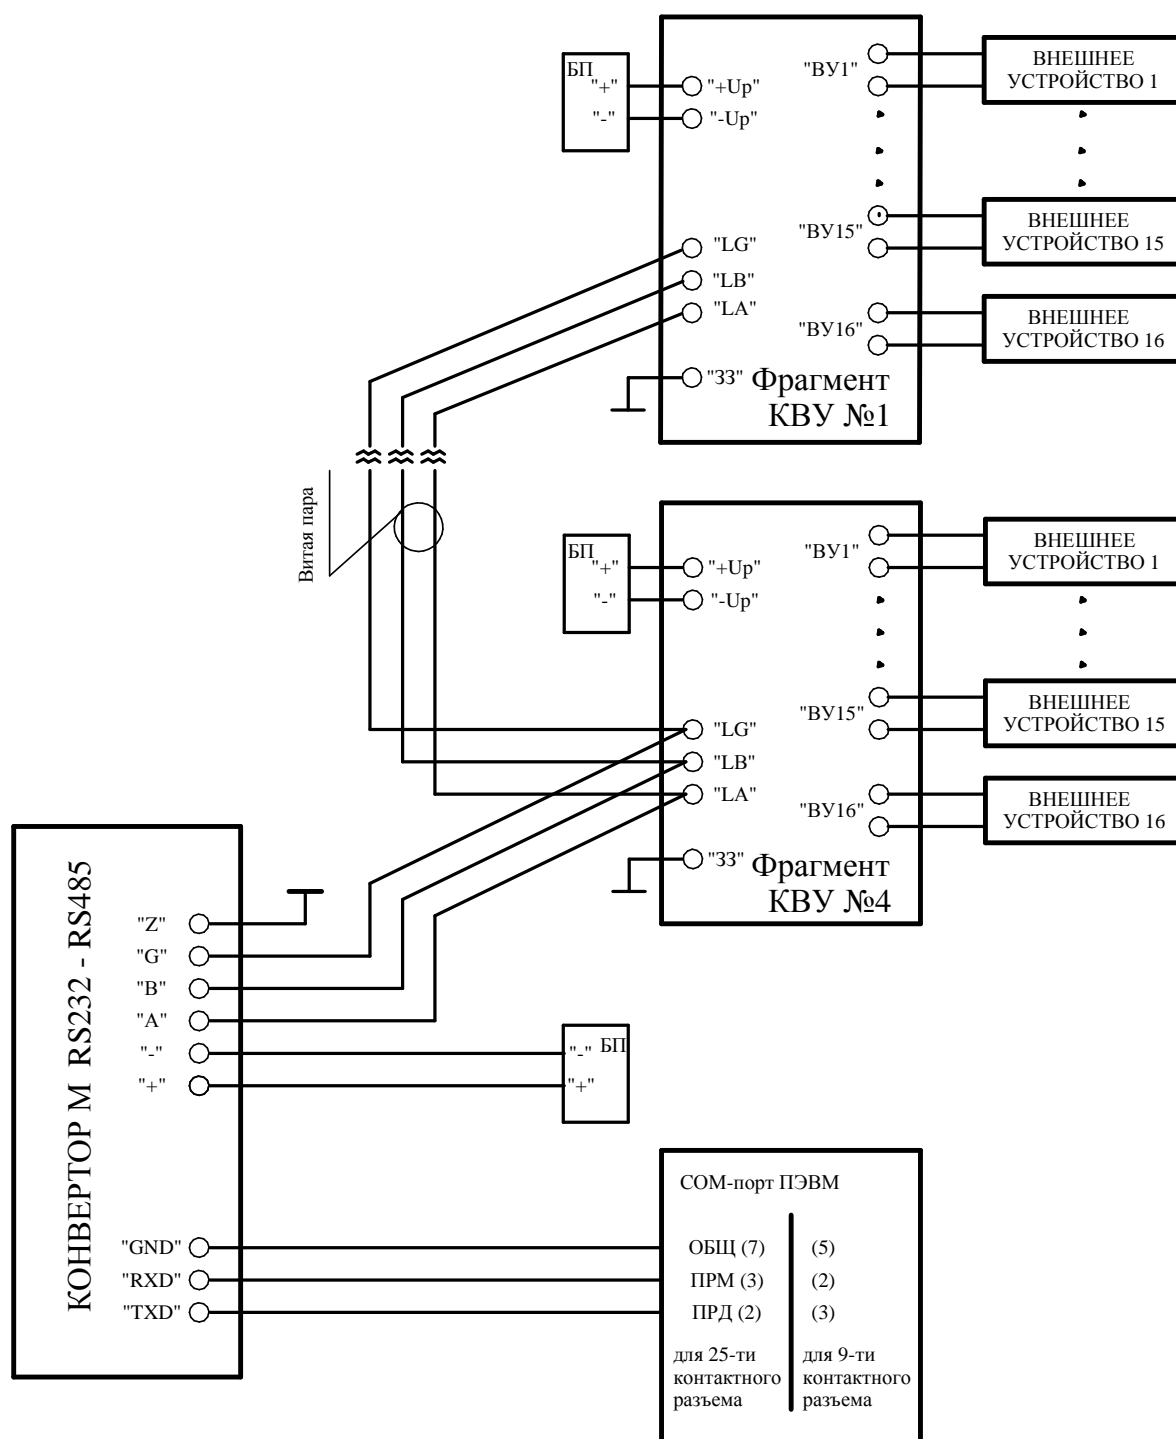 БП
"+"
"-"
"+Up"
"-Up"
"ВУ1"
ВНЕШНЕЕ
УСТРОЙСТВО 1
"ВУ15"
ВНЕШНЕЕ
УСТРОЙСТВО 15
"LG"
"LB"
"LA"
"ВУ16"
ВНЕШНЕЕ
УСТРОЙСТВО 16
"ЗЗ"
Фрагмент
КВУ №1
Витая пара
БП
"+"
"-"
"+Up"
"-Up"
"ВУ1"
ВНЕШНЕЕ
УСТРОЙСТВО 1
"ВУ15"
ВНЕШНЕЕ
УСТРОЙСТВО 15
"LG"
"LB"
"LA"
"ВУ16"
ВНЕШНЕЕ
УСТРОЙСТВО 16
"ЗЗ"
Фрагмент
КВУ №4
КОНВЕРТОР М RS232 - RS485
"Z"
"G"
"B"
"A"
"-"
"+"
"-"
БП
"+"
"GND"
"RXD"
"TXD"
COM-порт ПЭВМ
ОБЩ (7) (5)
ПРМ (3) (2)
ПРД (2) (3)
для 25-ти
контактного
разъема
для 9-ти
контактного
разъема